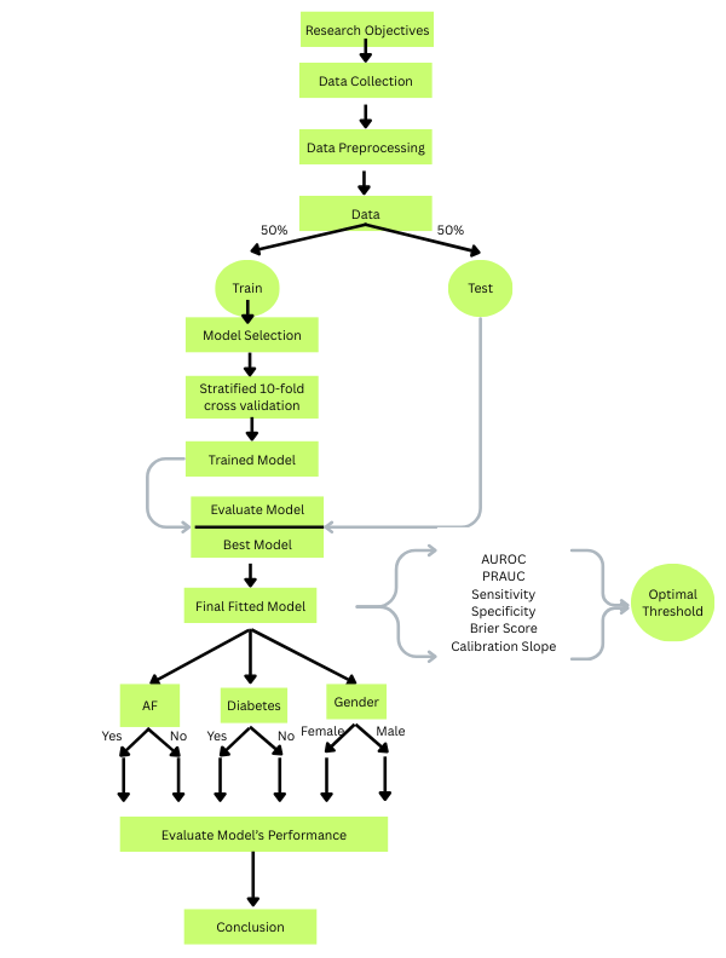 Research Objectives
Data Collection
Data Preprocessing
Data
50%
50%
Train
Test
Model Selection
Stratified 10-fold
cross validation
Trained Model
Evaluate Model
Best Model
Final Fitted Model
AUROC
PRAUC
Sensitivity
Specificity
Brier Score
Calibration Slope
Optimal
Threshold
AF
Diabetes
Gender
Yes
No
Yes
No
Female
Male
Evaluate Model's Performance
Conclusion